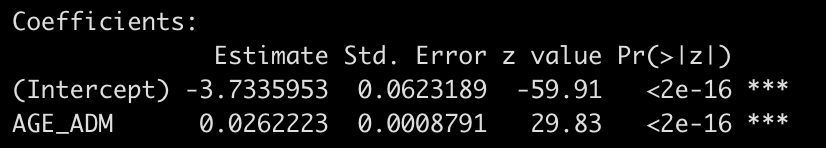 Coefficients:
Estimate Std. Error z value Pr(>|z|)
(Intercept) -3.7335953 0.0623189 -59.91 <2e-16 ***
AGE_ADM 0.0262223 0.0008791 29.83 <2e-16 ***